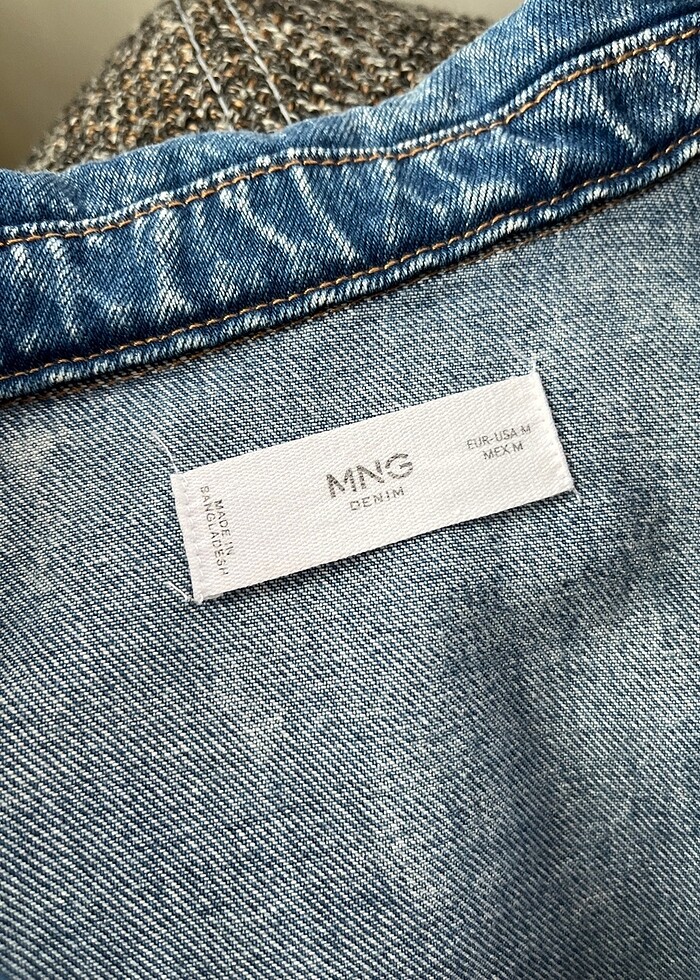 MADE IN
BANGLADESH
MNG
DENIM
EUR-USA M
MEX M